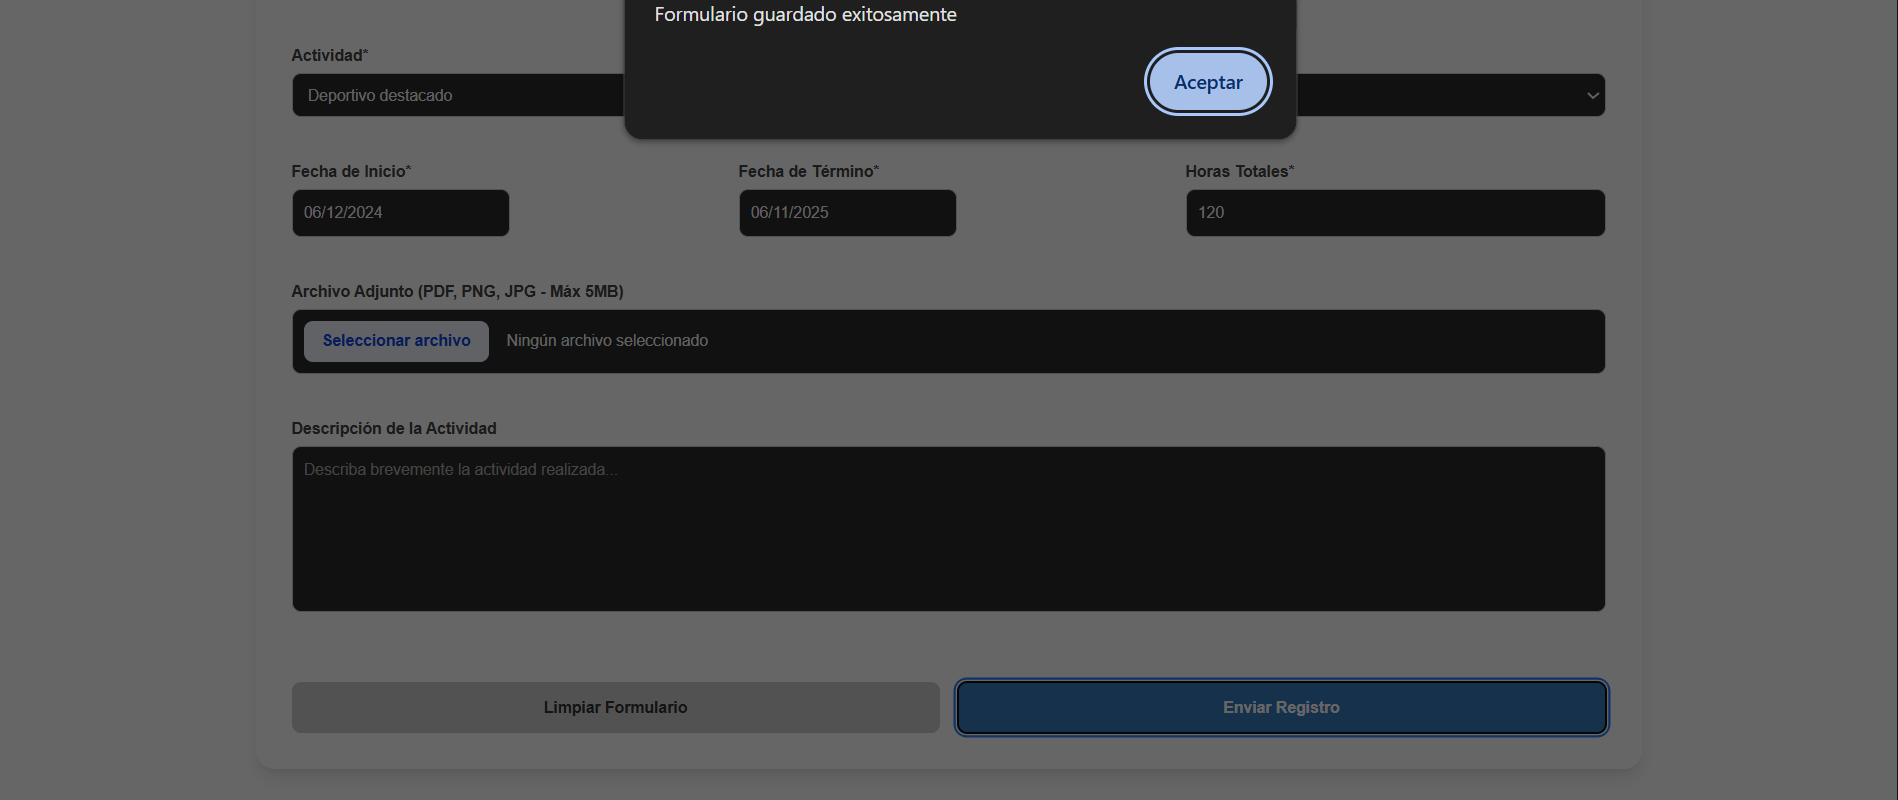 Formulario guardado exitosamente
Aceptar
Actividad*
Deportivo destacado
Fecha de Inicio*
Fecha de Término*
Horas Totales*
06/12/2024
06/11/2025
120
Archivo Adjunto (PDF, PNG, JPG - Máx 5MB)
Seleccionar archivo
Ningún archivo seleccionado
Descripción de la Actividad
Describa brevemente la actividad realizada...
Limpiar Formulario
Enviar Registro